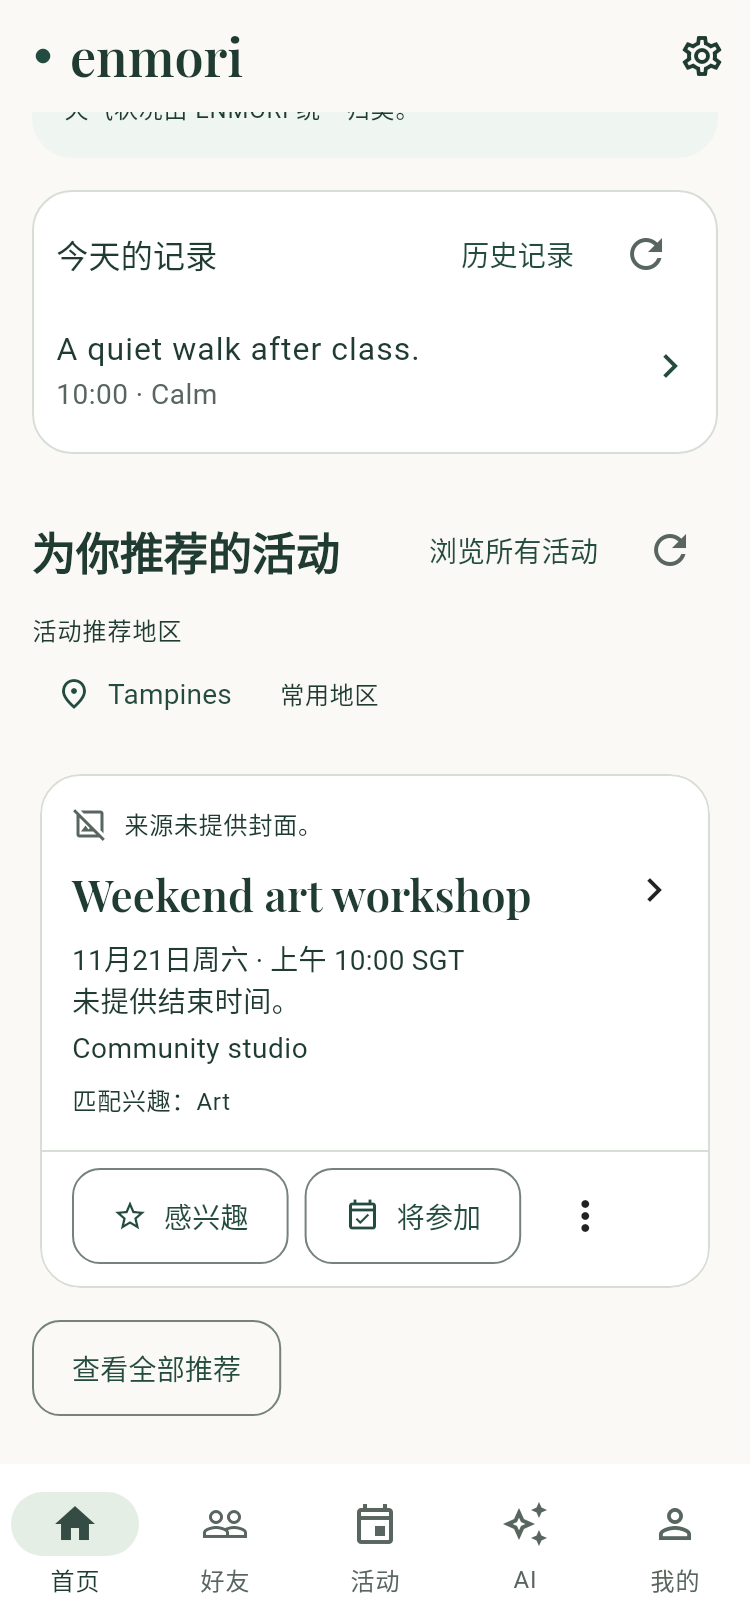 enmori
今天的记录
历史记录
A quiet walk after class.
10:00 · Calm
为你推荐的活动
浏览所有活动
活动推荐地区
Tampines
常用地区
来源未提供封面。
Weekend art workshop
11月21日周六 · 上午 10:00 SGT
未提供结束时间。
Community studio
匹配兴趣：Art
感兴趣
将参加
查看全部推荐
首页
好友
活动
AI
我的